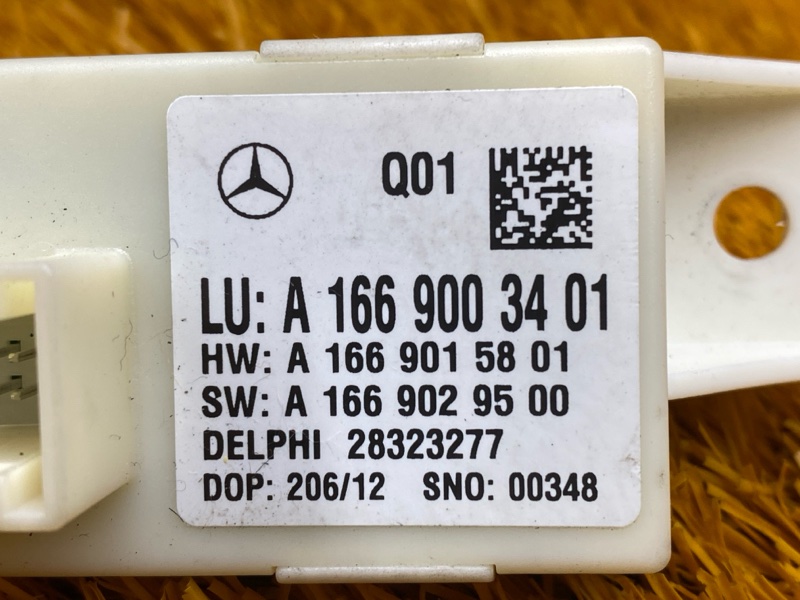 Q01
LU: A 166 900 34 01
HW: A 166 901 58 01
SW: A 166 902 95 00
DELPHI 28323277
DOP: 206/12 SNO: 00348